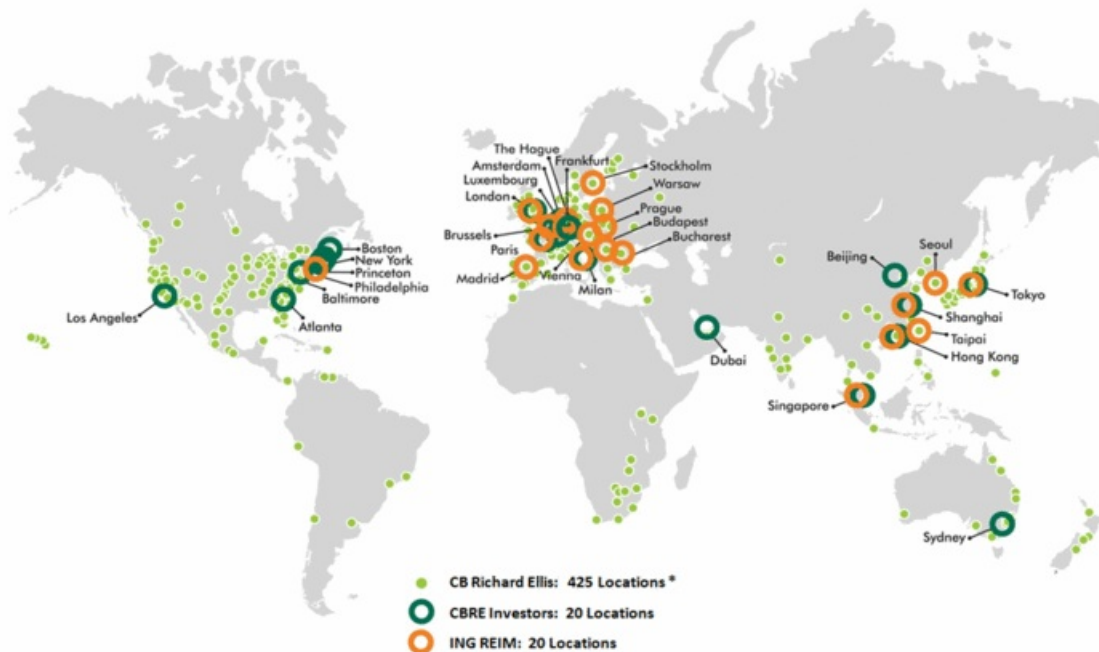 The Hague
Frankfurt
Amsterdam
Stockholm
Luxembourg
Warsaw
London
Prague
Budapest
Brussels
Bucharest
Paris
Madrid
Vienna
Milan
Boston
New York
Princeton
Philadelphia
Baltimore
Los Angeles
Atlanta
Beijing
Seoul
Tokyo
Shanghai
Taipai
Hong Kong
Dubai
Singapore
Sydney
CB Richard Ellis: 425 Locations *
CBRE Investors: 20 Locations
ING REIM: 20 Locations